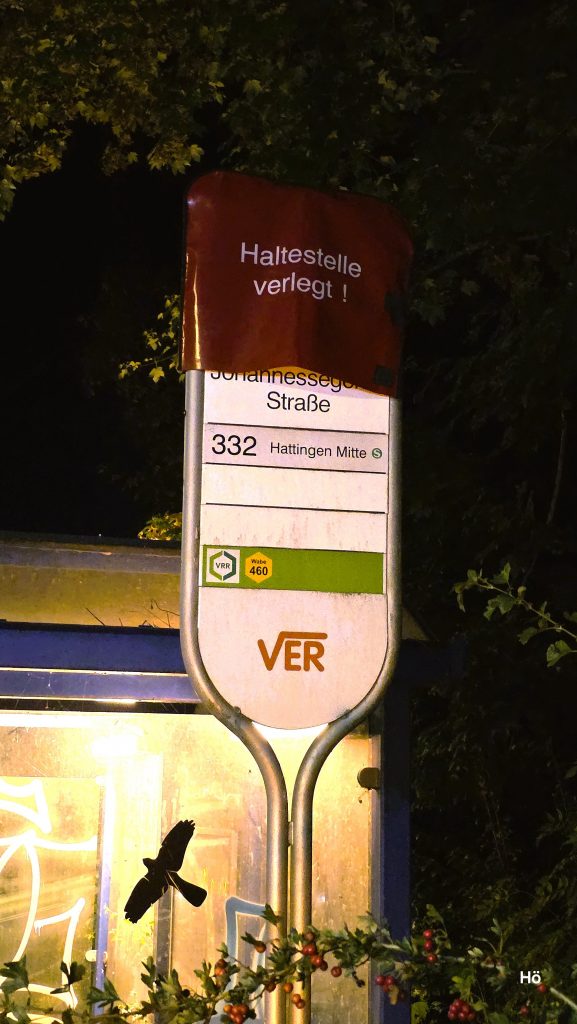 Haltestelle
verlegt !
Straße
332 Hattingen Mitte S
VRR
Wabe
460
VER
Hö